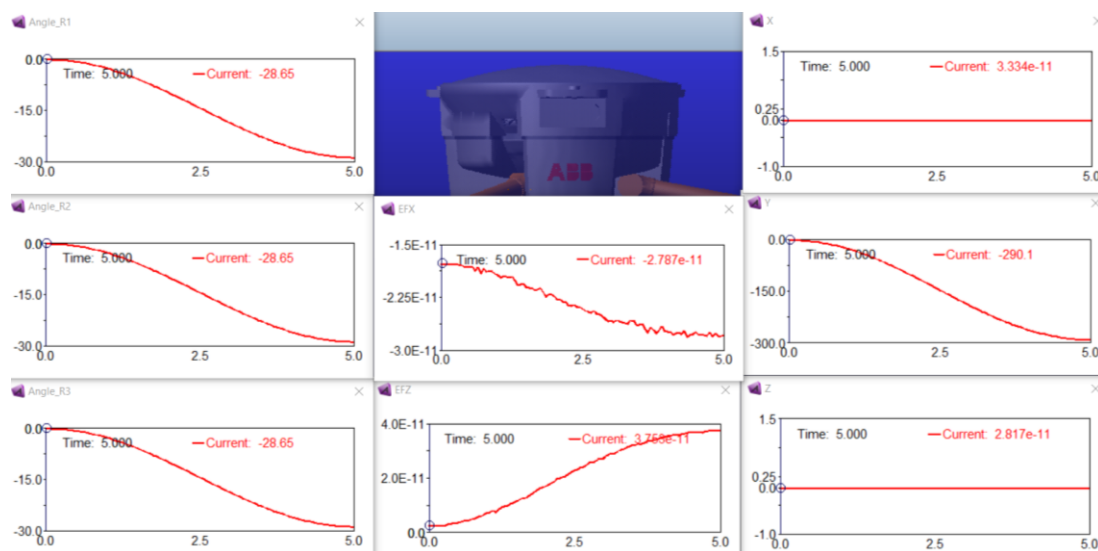 Angle_R1
0.0
Time: 5.000
Current: -28.65
-15.0
-30.0
0.0
2.5
5.0
ABB
X
1.5
Time: 5.000
Current: 3.334e-11
0.25
0.0
-1.0
0.0
2.5
5.0
Angle_R2
0.0
Time: 5.000
Current: -28.65
-15.0
-30.0
0.0
2.5
5.0
EFX
-1.5E-11
Time: 5.000
Current: -2.787e-11
-2.25E-11
-3.0E-11
0.0
2.5
5.0
Y
0.0
Time: 5.000
Current: -290.1
-150.0
-300.0
0.0
2.5
5.0
Angle_R3
0.0
Time: 5.000
Current: -28.65
-15.0
-30.0
0.0
2.5
5.0
EFZ
4.0E-11
Time: 5.000
Current:
2.0E-11
0.0
0.0
2.5
5.0
Z
1.5
Time: 5.000
Current: 2.817e-11
0.25
0.0
-1.0
0.0
2.5
5.0